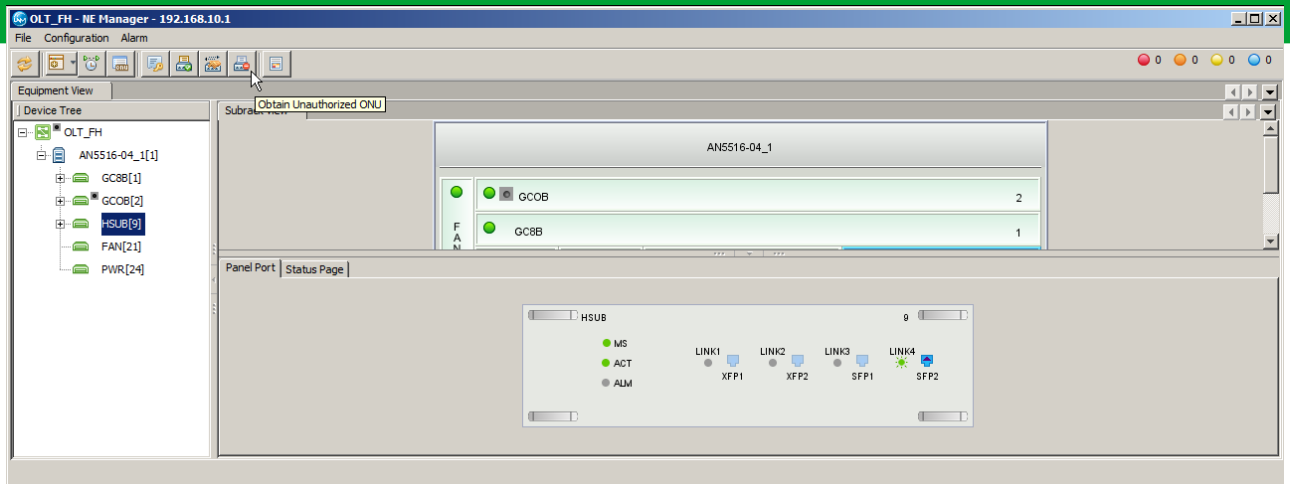 OLT_FH - NE Manager - 192.168.10.1
File Configuration Alarm
0 0 0 0
Obtain Unauthorized ONU
Equipment View
Device Tree
OLT_FH
AN5516-04_1[1]
GC8B[1]
GCOB[2]
HSUB[9]
FAN[21]
PWR[24]
AN5516-04_1
GCOB 2
GC8B 1
F
A
N
Panel Port Status Page
HSUB 9
MS
ACT
ALM
LINK1 LINK2 LINK3 LINK4
XFP1 XFP2 SFP1 SFP2